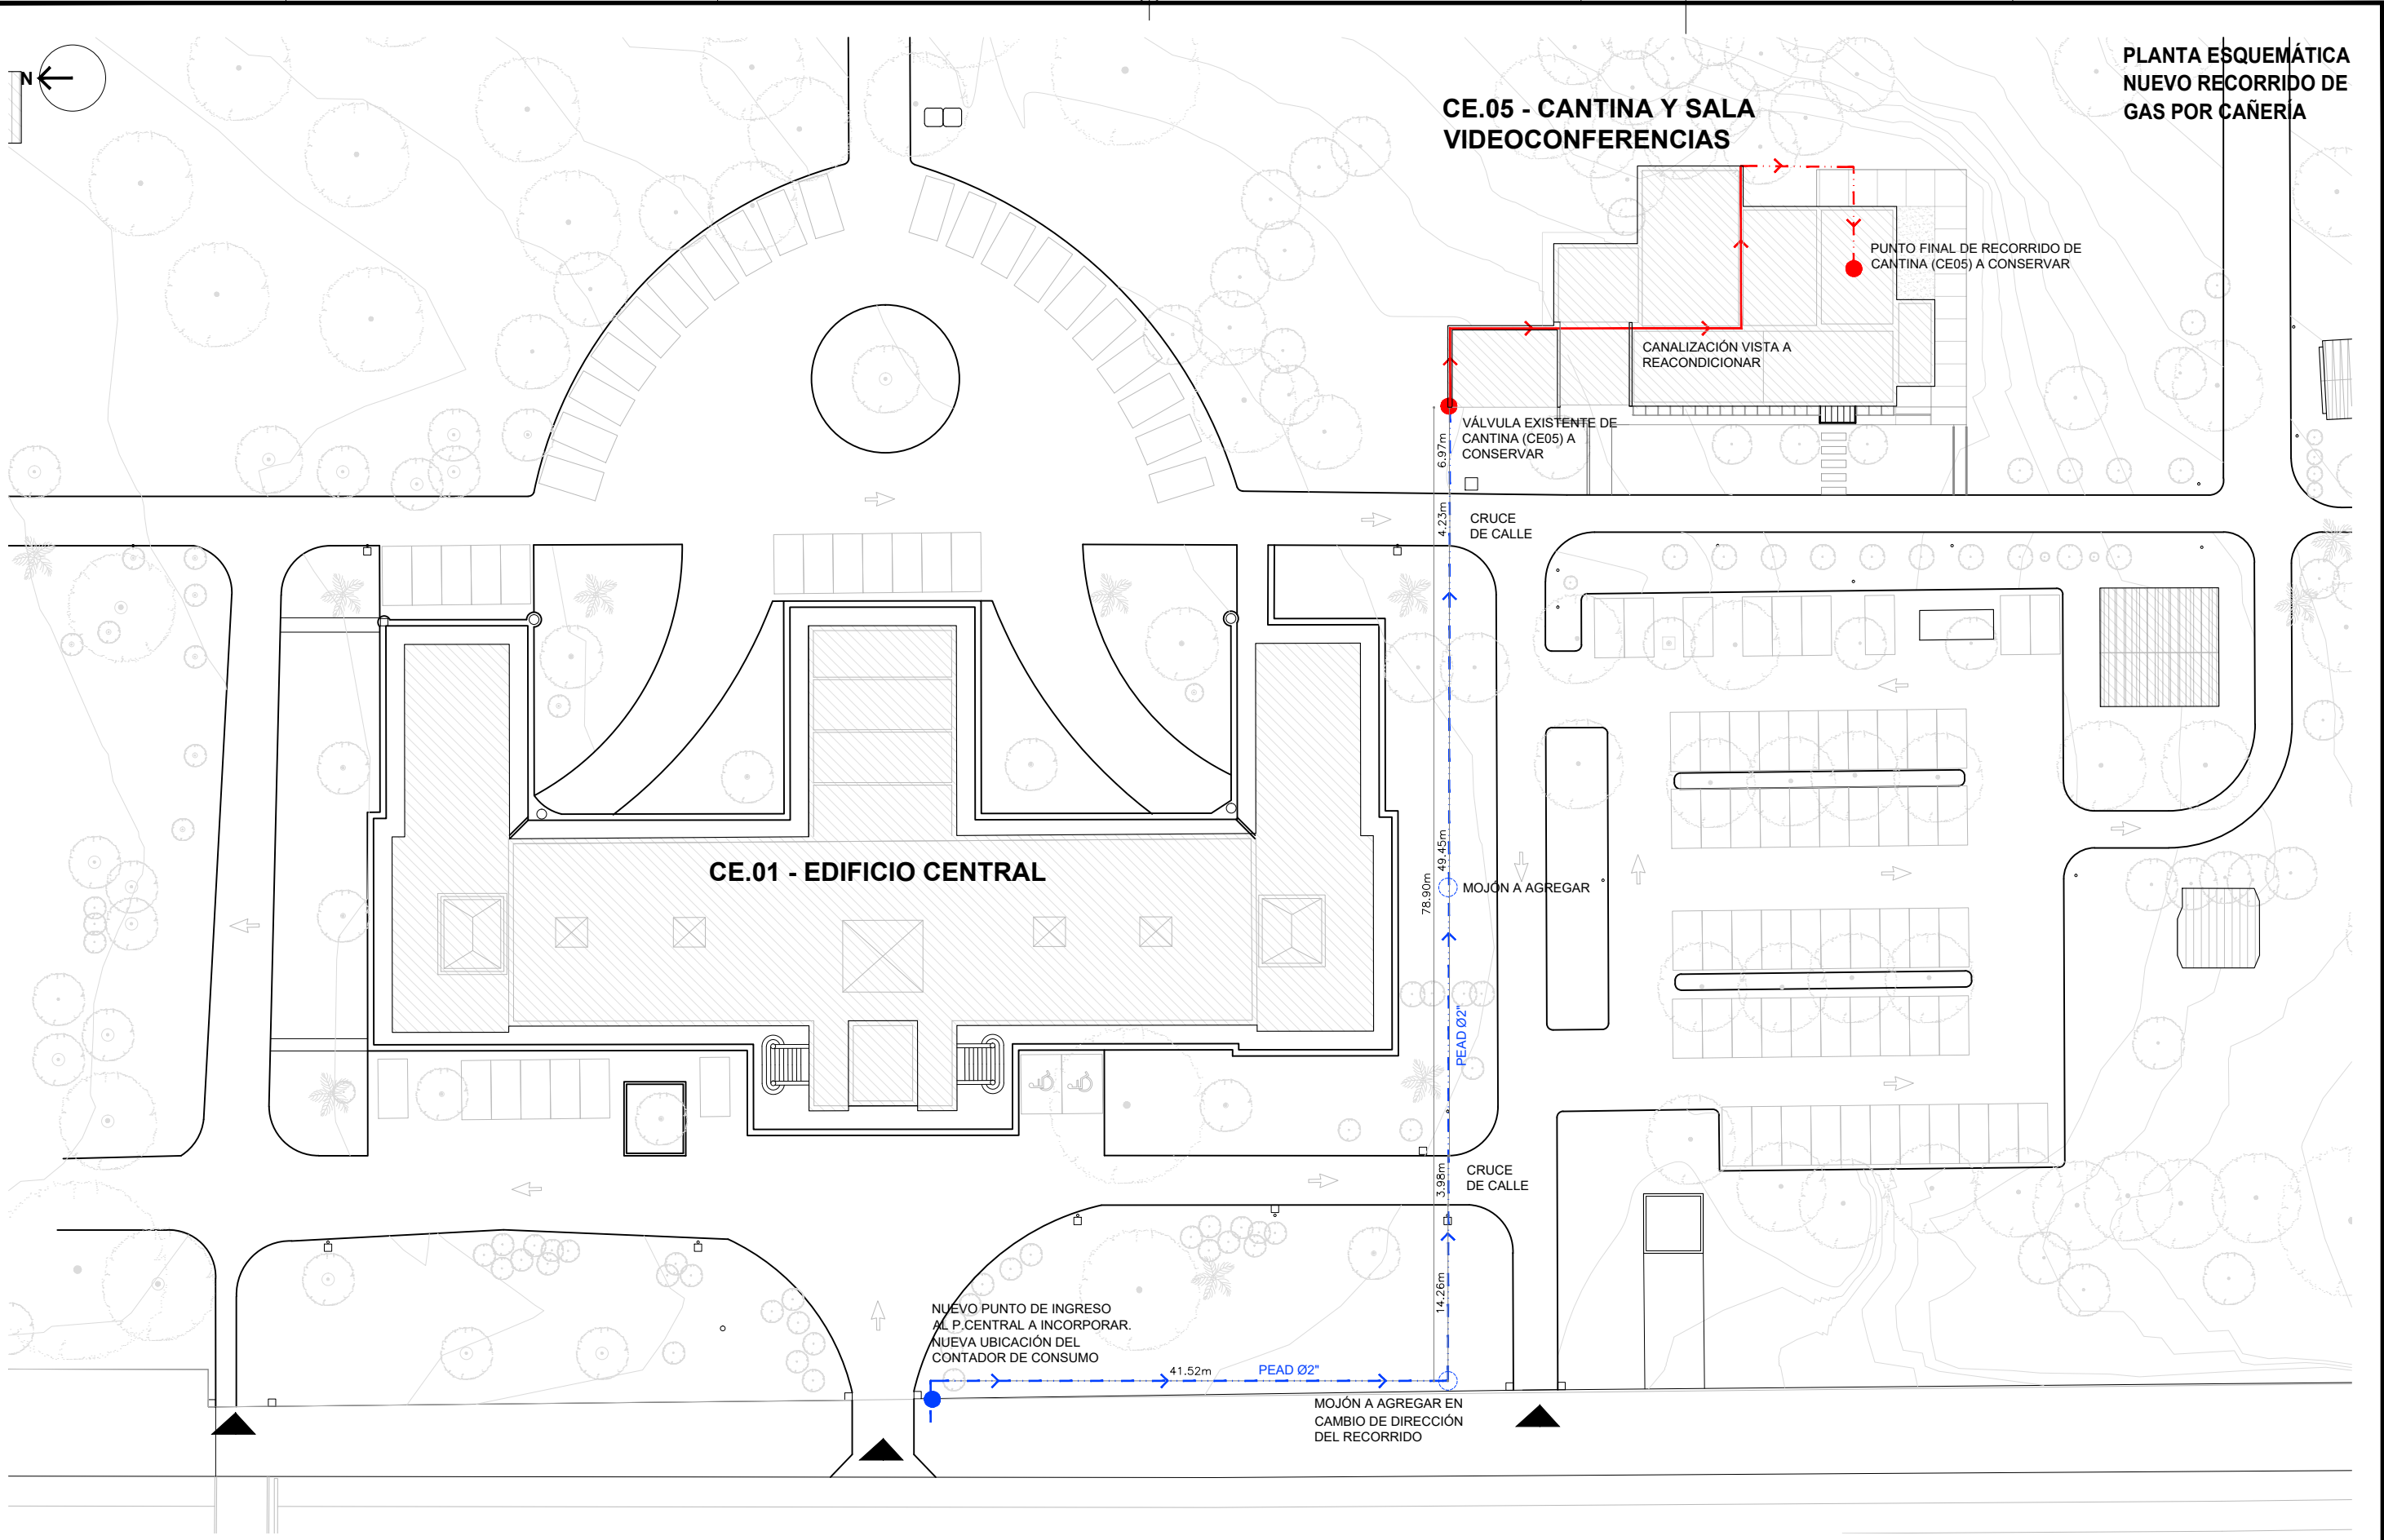 N
PLANTA ESQUEMÁTICA
NUEVO RECORRIDO DE
GAS POR CAÑERÍA
CE.05 - CANTINA Y SALA
VIDEOCONFERENCIAS
PUNTO FINAL DE RECORRIDO DE
CANTINA (CE05) A CONSERVAR
CANALIZACIÓN VISTA A
REACONDICIONAR
VÁLVULA EXISTENTE DE
CANTINA (CE05) A
CONSERVAR
6.97m
4.23m
CRUCE
DE CALLE
CE.01 - EDIFICIO CENTRAL
49.45m
78.90m
MOJÓN A AGREGAR
PEAD Ø2"
3.98m
CRUCE
DE CALLE
14.26m
NUEVO PUNTO DE INGRESO
AL P.CENTRAL A INCORPORAR.
NUEVA UBICACIÓN DEL
CONTADOR DE CONSUMO
41.52m
PEAD Ø2"
MOJÓN A AGREGAR EN
CAMBIO DE DIRECCIÓN
DEL RECORRIDO